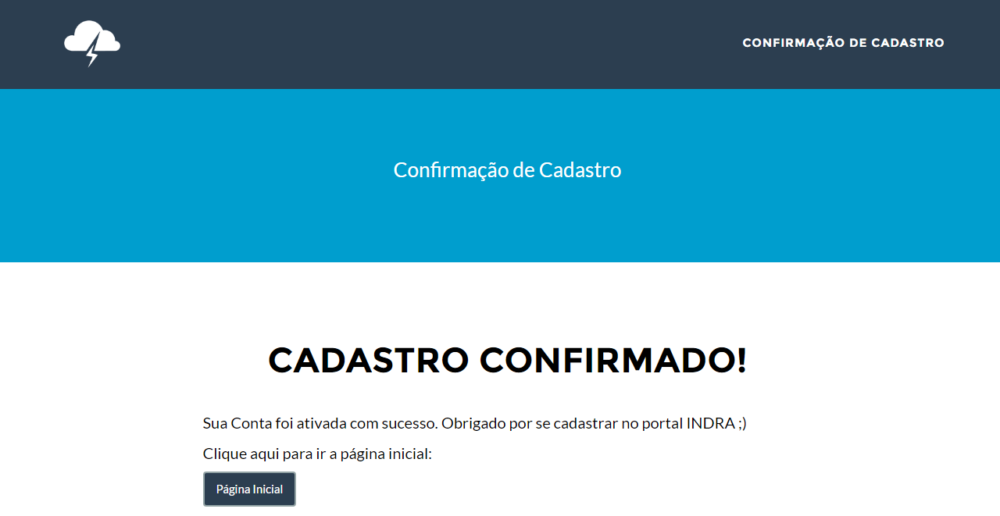 CONFIRMAÇÃO DE CADASTRO
Confirmação de Cadastro
CADASTRO CONFIRMADO!
Sua Conta foi ativada com sucesso. Obrigado por se cadastrar no portal INDRA ;)
Clique aqui para ir a página inicial:
Página Inicial